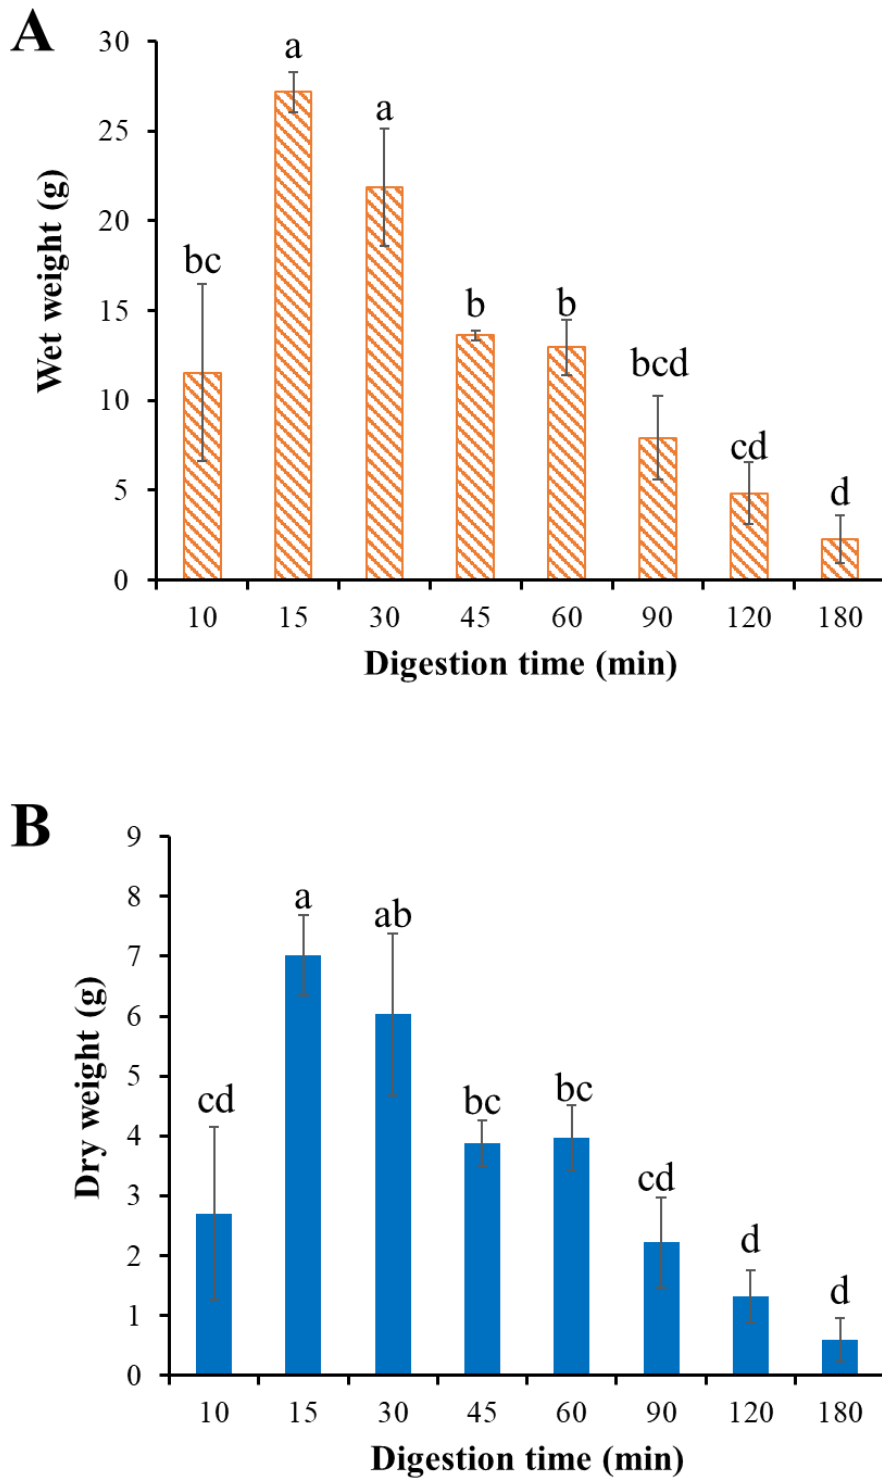 A
30
25
20
15
10
5
0
Wet weight (g)
bc
a
a
b
b
bcd
cd
d
10 15 30 45 60 90 120 180
Digestion time (min)
B
9
8
7
6
5
4
3
2
1
0
Dry weight (g)
cd
a
ab
bc
bc
cd
d
d
10 15 30 45 60 90 120 180
Digestion time (min)